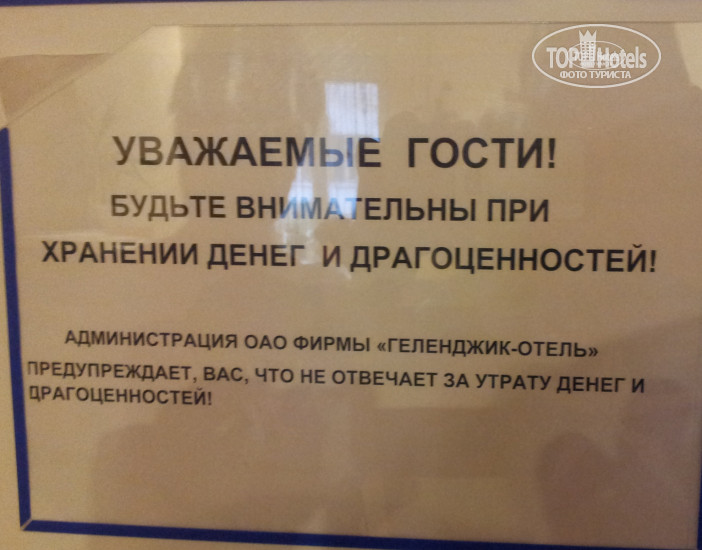 TOP Hotels
ФОТО ТУРИСТА
УВАЖАЕМЫЕ ГОСТИ!
БУДЬТЕ ВНИМАТЕЛЬНЫ ПРИ
ХРАНЕНИИ ДЕНЕГ И ДРАГОЦЕННОСТЕЙ!
АДМИНИСТРАЦИЯ ОАО ФИРМЫ «ГЕЛЕНДЖИК-ОТЕЛЬ»
ПРЕДУПРЕЖДАЕТ, ВАС, ЧТО НЕ ОТВЕЧАЕТ ЗА УТРАТУ ДЕНЕГ И
ДРАГОЦЕННОСТЕЙ!